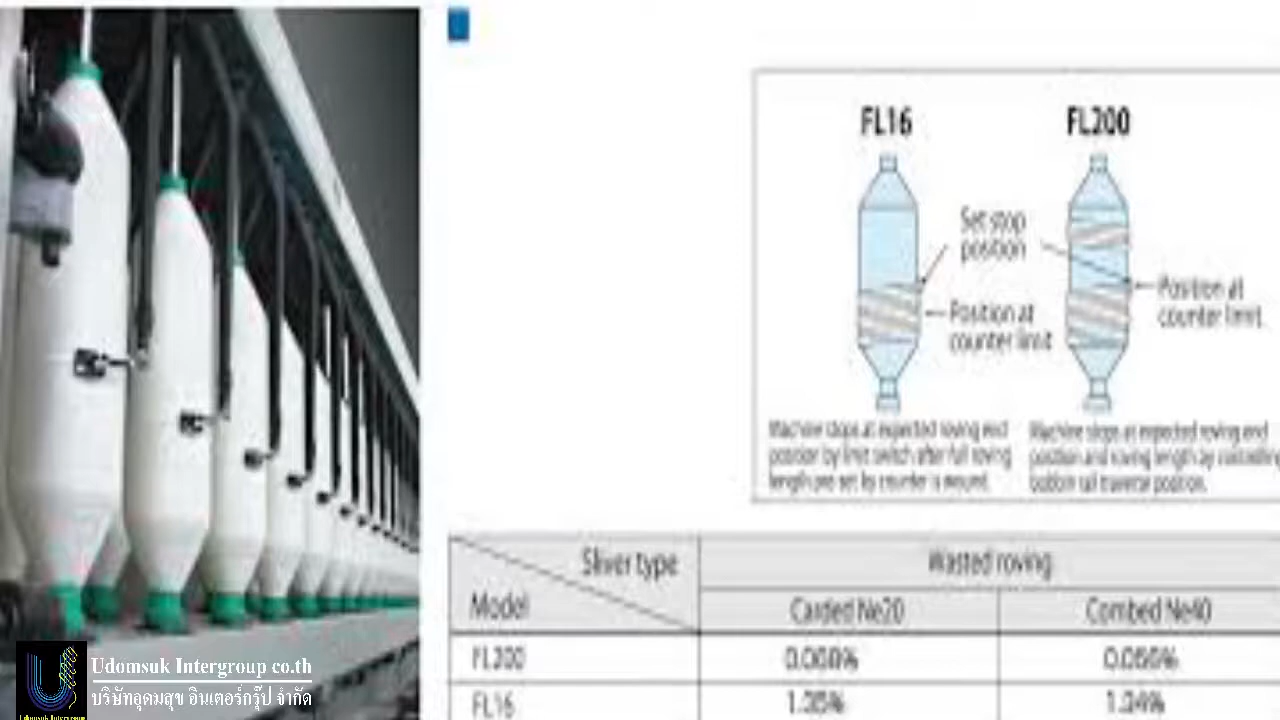 FL16
FL200
Set stop
position
Position at
counter limit
Position at
counter limit
Machine stops at expected roving end
position by limit switch after full roving
length pre-set by counter is wound.
Machine stops at expected roving end
position and roving length by controlling
bobbin rail traverse position.
Sliver type
Model
Wasted roving
Carded Ne20
Combed Ne40
FL200
FL16
Udomsuk Intergroup co.th
บริษัทอุดมสุข อินเตอร์กรุ๊ป จำกัด
Udomsuk Intergroup